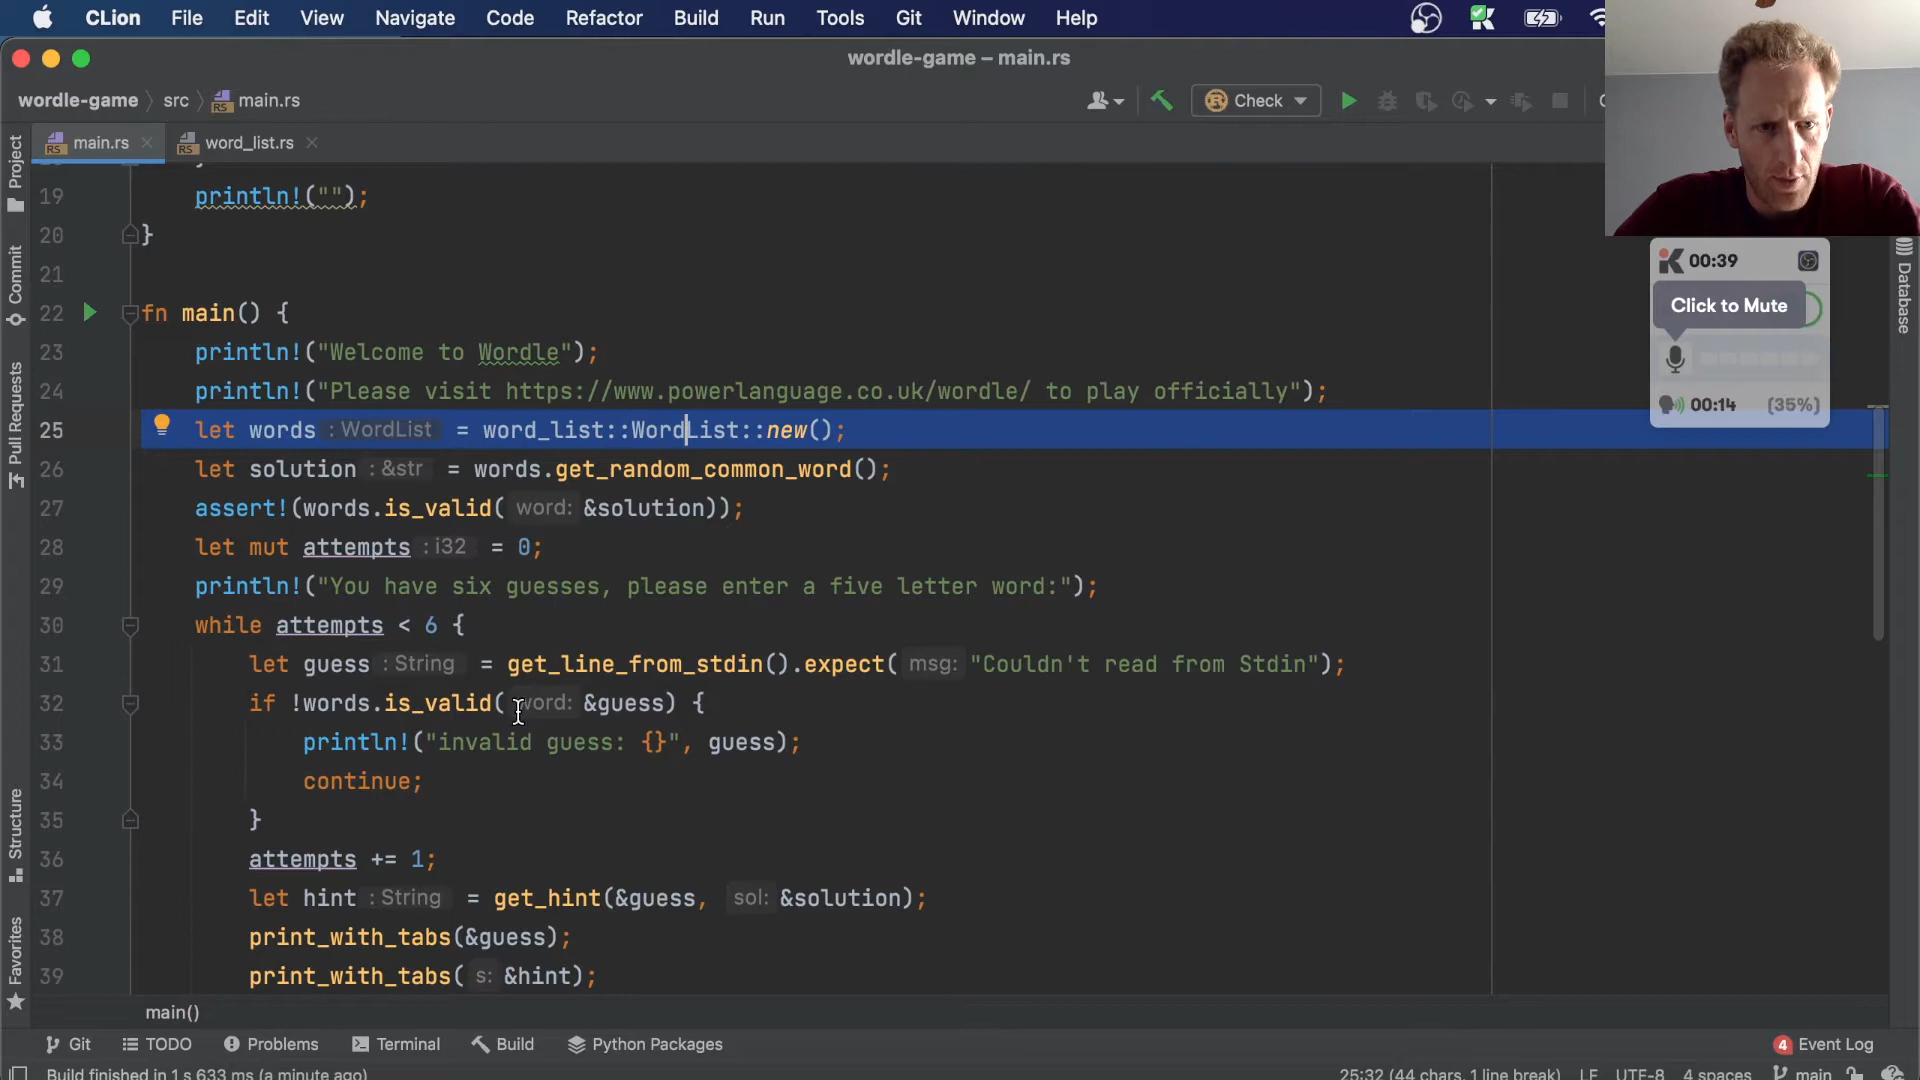 CLion File Edit View Navigate Code Refactor Build Run Tools Git Window Help
wordle-game – main.rs
wordle-game src main.rs Check
main.rs word_list.rs
19 println!("");
20 }
21
22 fn main() {
23 println!("Welcome to Wordle");
24 println!("Please visit https://www.powerlanguage.co.uk/wordle/ to play officially");
25 let words : WordList = word_list::WordList::new();
26 let solution : &str = words.get_random_common_word();
27 assert!(words.is_valid( word: &solution));
28 let mut attempts : i32 = 0;
29 println!("You have six guesses, please enter a five letter word:");
30 while attempts < 6 {
31 let guess : String = get_line_from_stdin().expect( msg: "Couldn't read from Stdin");
32 if !words.is_valid( word: &guess) {
33 println!("invalid guess: {}", guess);
34 continue;
35 }
36 attempts += 1;
37 let hint : String = get_hint(&guess, sol: &solution);
38 print_with_tabs(&guess);
39 print_with_tabs( s: &hint);
main()
Git TODO Problems Terminal Build Python Packages 4 Event Log
Build finished in 1 s 633 ms (a minute ago) 25:32 (44 chars, 1 line break) LF UTF-8 4 spaces main
Project
Commit
Pull Requests
Structure
Favorites
00:39
Click to Mute
00:14 (35%)
Database